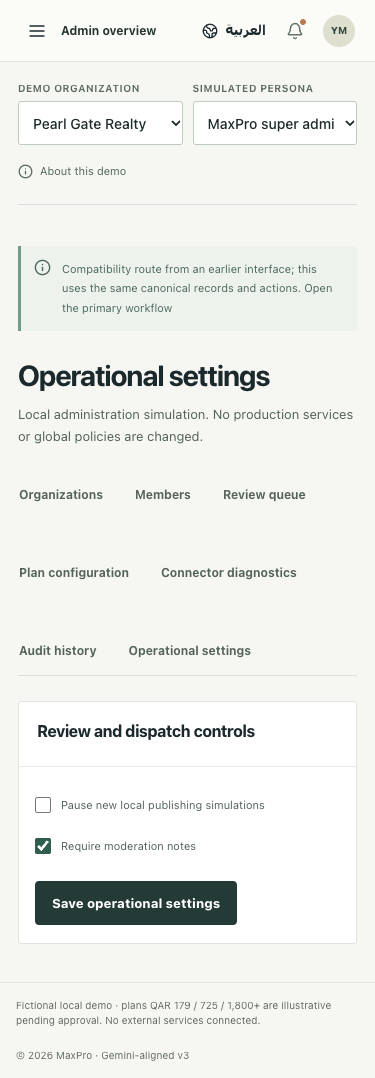 Admin overview
العربية
YM
DEMO ORGANIZATION
SIMULATED PERSONA
Pearl Gate Realty
MaxPro super admi
About this demo
Compatibility route from an earlier interface; this
uses the same canonical records and actions. Open
the primary workflow
Operational settings
Local administration simulation. No production services
or global policies are changed.
Organizations Members Review queue
Plan configuration Connector diagnostics
Audit history Operational settings
Review and dispatch controls
Pause new local publishing simulations
Require moderation notes
Save operational settings
Fictional local demo · plans QAR 179 / 725 / 1,800+ are illustrative
pending approval. No external services connected.
© 2026 MaxPro · Gemini-aligned v3